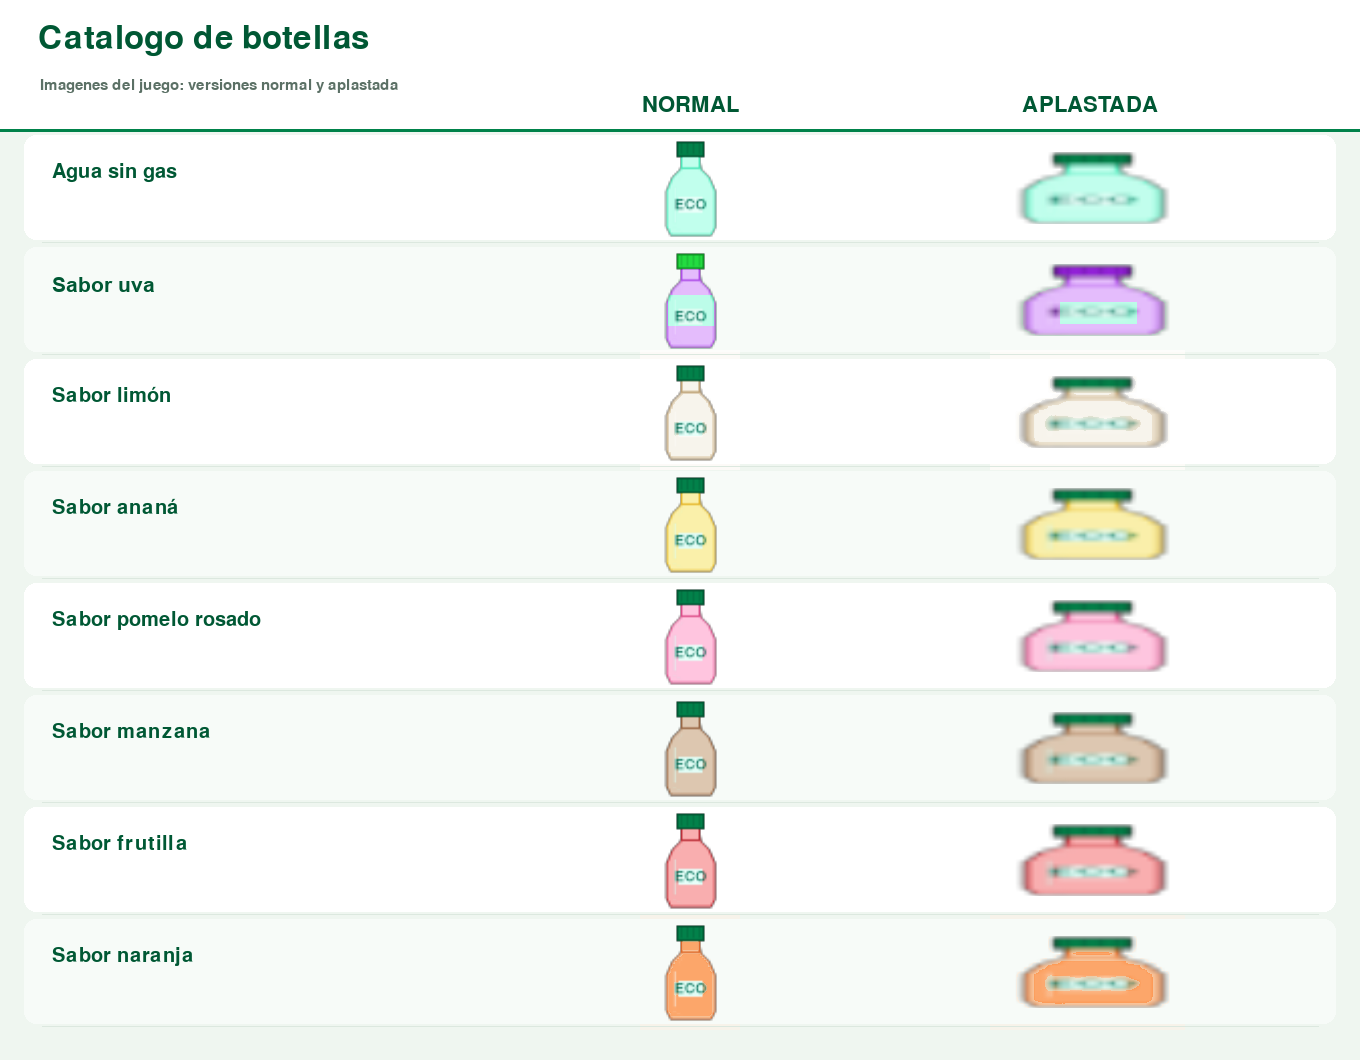 Catalogo de botellas
Imagenes del juego: versiones normal y aplastada
NORMAL APLASTADA
Agua sin gas
ECO
Sabor uva
ECO
Sabor limón
ECO
Sabor ananá
ECO
Sabor pomelo rosado
ECO
Sabor manzana
ECO
Sabor frutilla
ECO
Sabor naranja
ECO